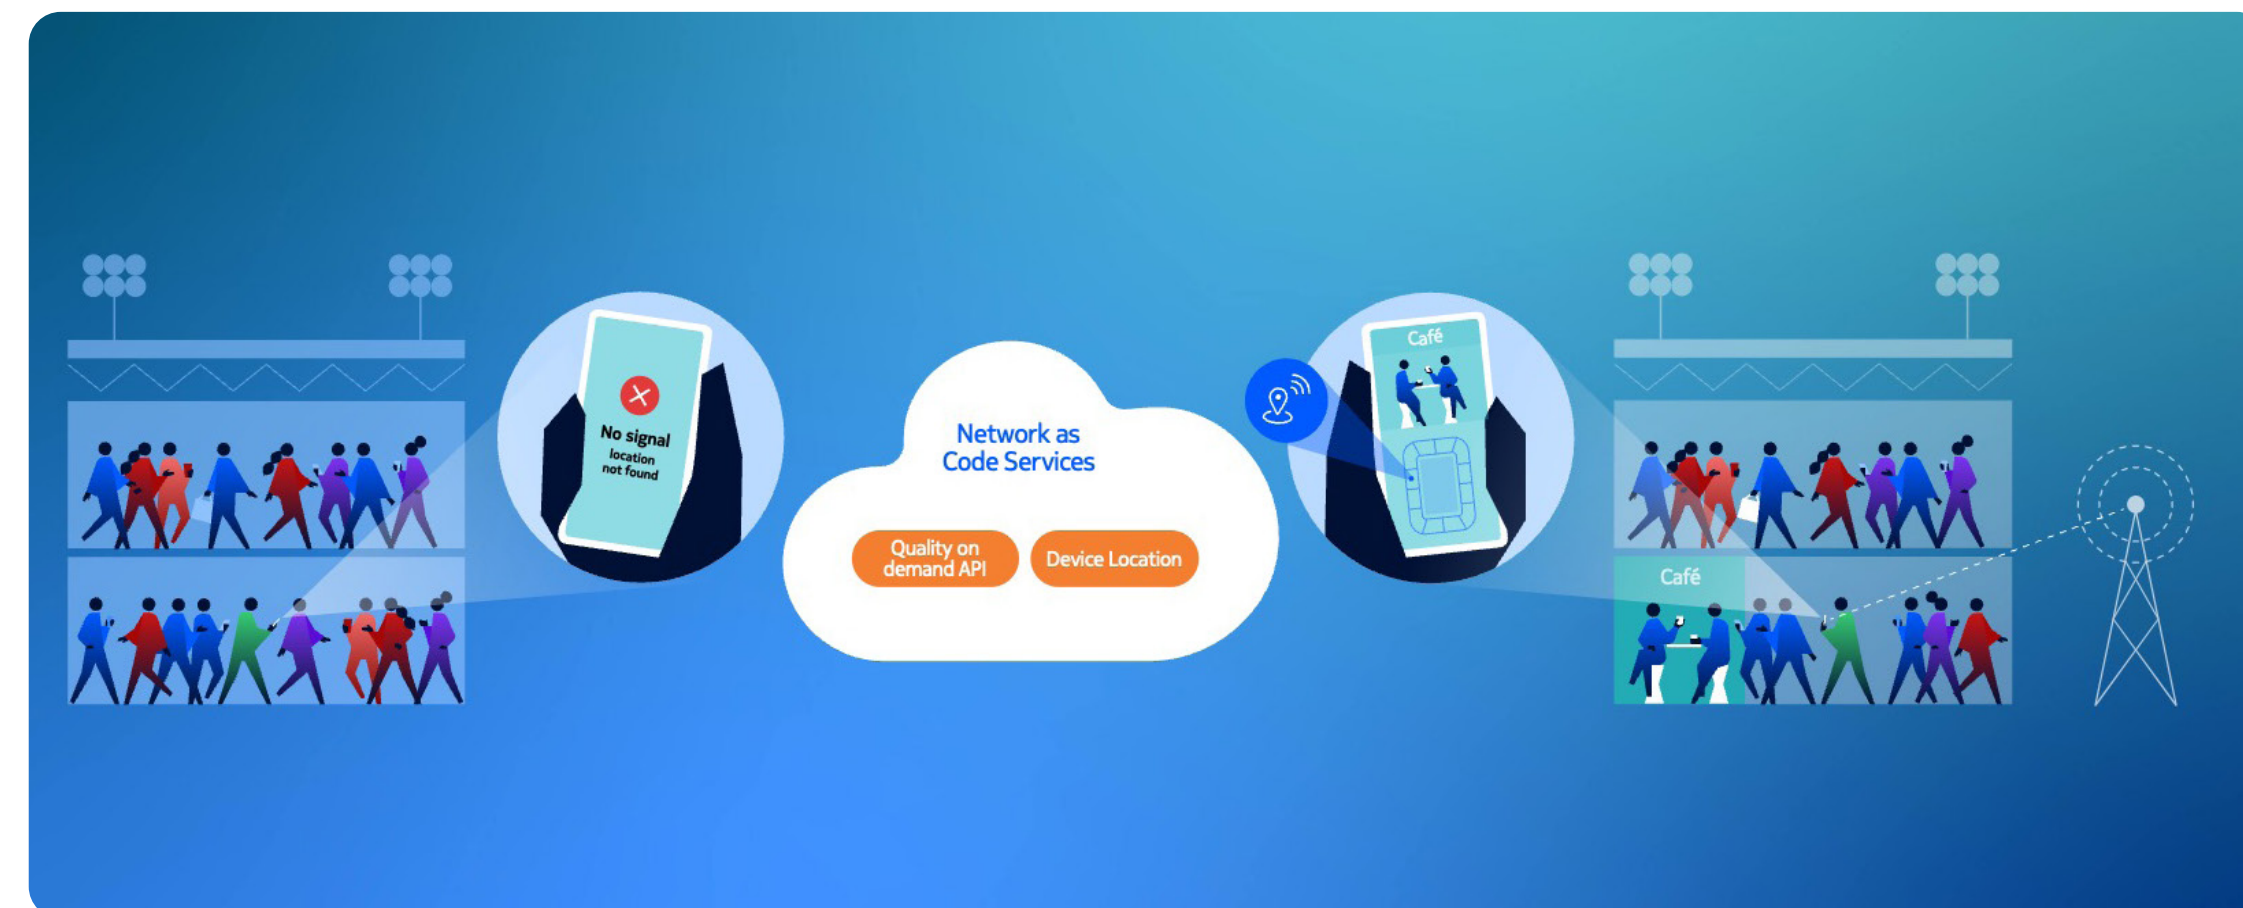 No signal
location
not found
Network as
Code Services
Quality on
demand API
Device Location
Café
Café